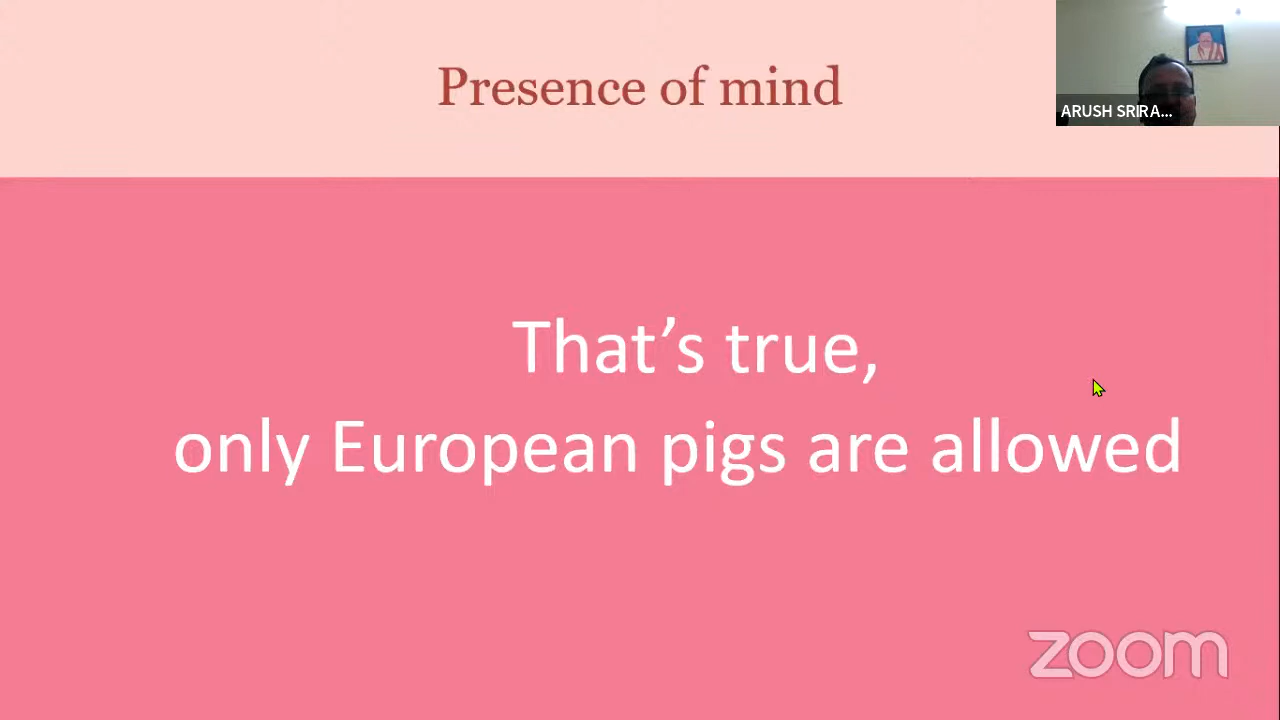 Presence of mind
ARUSH SRIRA...
That’s true,
only European pigs are allowed
zoom